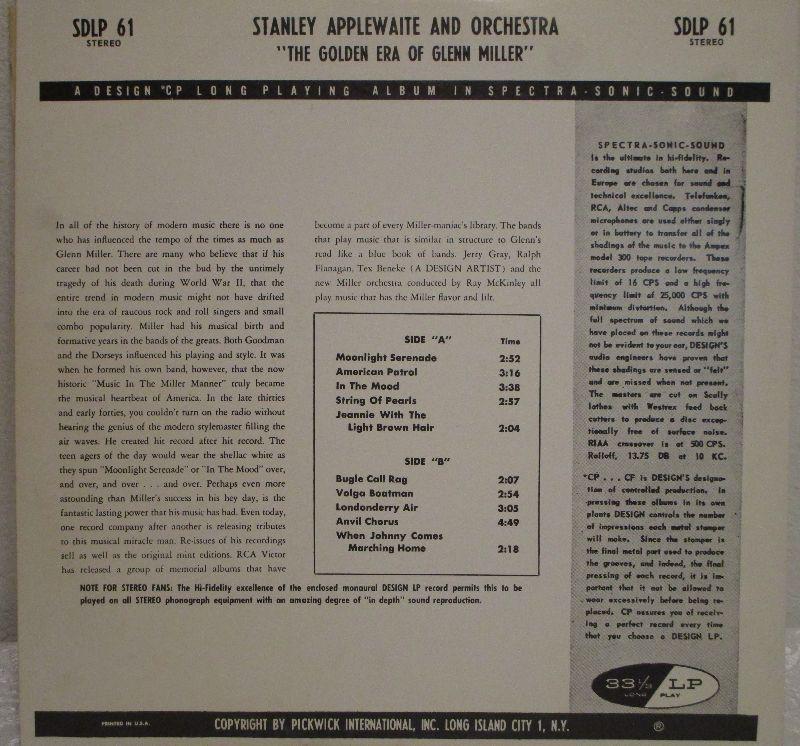 SDLP 61
STEREO
STANLEY APPLEWAITE AND ORCHESTRA
"THE GOLDEN ERA OF GLENN MILLER"
SDLP 61
STEREO
A DESIGN *CP LONG PLAYING ALBUM IN SPECTRA-SONIC-SOUND
In all of the history of modern music there is no one
who has influenced the tempo of the times as much as
Glenn Miller. There are many who believe that if his
career had not been cut in the bud by the untimely
tragedy of his death during World War II, that the
entire trend in modern music might not have drifted
into the era of raucous rock and roll singers and small
combo popularity. Miller had his musical birth and
formative years in the bands of the greats. Both Goodman
and the Dorseys influenced his playing and style. It was
when he formed his own band, however, that the now
historic "Music In The Miller Manner" truly became
the musical heartbeat of America. In the late thirties
and early forties, you couldn't turn on the radio without
hearing the genius of the modern stylemaster filling the
air waves. He created hit record after hit record. The
teen agers of the day would wear the shellac white as
they spun "Moonlight Serenade" or "In The Mood" over,
and over, and over . . . and over. Perhaps even more
astounding than Miller's success in his hey day, is the
fantastic lasting power that his music has had. Even today,
one record company after another is releasing tributes
to this musical miracle man. Re-issues of his recordings
sell as well as the original mint editions. RCA Victor
has released a group of memorial albums that have
become a part of every Miller-maniac's library. The bands
that play music that is similar in structure to Glenn's
read like a blue book of bands. Jerry Gray, Ralph
Flanagan, Tex Beneke (A DESIGN ARTIST) and the
new Miller orchestra conducted by Ray McKinley all
play music that has the Miller flavor and lilt.
SIDE "A" Time
Moonlight Serenade 2:52
American Patrol 3:16
In The Mood 3:38
String Of Pearls 2:57
Jeannie With The
Light Brown Hair 2:04
SIDE "B"
Bugle Call Rag 2:07
Volga Boatman 2:54
Londonderry Air 3:05
Anvil Chorus 4:49
When Johnny Comes
Marching Home 2:18
NOTE FOR STEREO FANS: The Hi-Fidelity excellence of the enclosed monaural DESIGN LP record permits this to be
played on all STEREO phonograph equipment with an amazing degree of "in depth" sound reproduction.
SPECTRA-SONIC-SOUND
is the ultimate in hi-fidelity. Re-
cording studios both here and in
Europe are chosen for sound and
technical excellence. Telefunken,
RCA, Altec and Capps condenser
microphones are used either singly
or in battery to transfer all of the
shadings of the music to the Ampex
model 300 tape recorders. These
recorders produce a low frequency
limit of 16 CPS and a high fre-
quency limit of 25,000 CPS with
minimum distortion. Although the
full spectrum of sound which we
have placed on these records might
not be evident to your ear, DESIGN'S
audio engineers have proven that
these shadings are sensed or "felt"
and are missed when not present.
The masters are cut on Scully
lathes with Westrex feed back
cutters to produce a disc excep-
tionally free of surface noise.
RIAA crossover is at 500 CPS.
Rolloff, 13.75 DB at 10 KC.
*CP . . . CP is DESIGN'S designa-
tion of controlled production. In
pressing these albums in its own
plants DESIGN controls the number
of impressions each metal stamper
will make. Since the stamper is
the final metal part used to produce
the grooves, and indeed, the final
pressing of each record, it is im-
portant that it not be allowed to
wear excessively before being re-
placed. CP assures you of receiv-
ing a perfect record every time
that you choose a DESIGN LP.
33 1/3 LP
LONG PLAY
PRINTED IN U.S.A.
COPYRIGHT BY PICKWICK INTERNATIONAL, INC. LONG ISLAND CITY 1, N.Y.
®